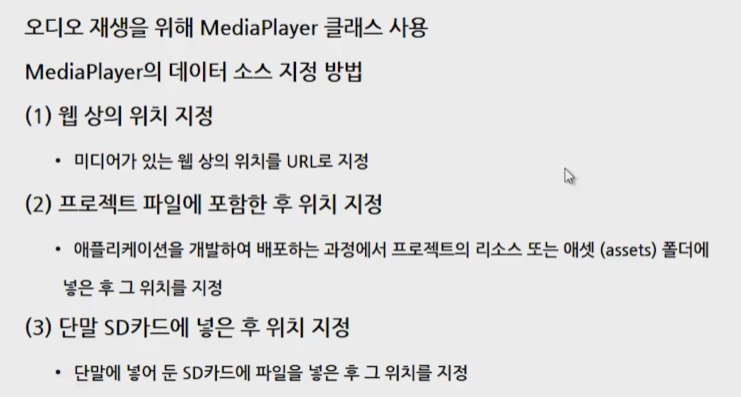 오디오 재생을 위해 MediaPlayer 클래스 사용
MediaPlayer의 데이터 소스 지정 방법
(1) 웹 상의 위치 지정
• 미디어가 있는 웹 상의 위치를 URL로 지정
(2) 프로젝트 파일에 포함한 후 위치 지정
• 애플리케이션을 개발하여 배포하는 과정에서 프로젝트의 리소스 또는 애셋 (assets) 폴더에
넣은 후 그 위치를 지정
(3) 단말 SD카드에 넣은 후 위치 지정
• 단말에 넣어 둔 SD카드에 파일을 넣은 후 그 위치를 지정